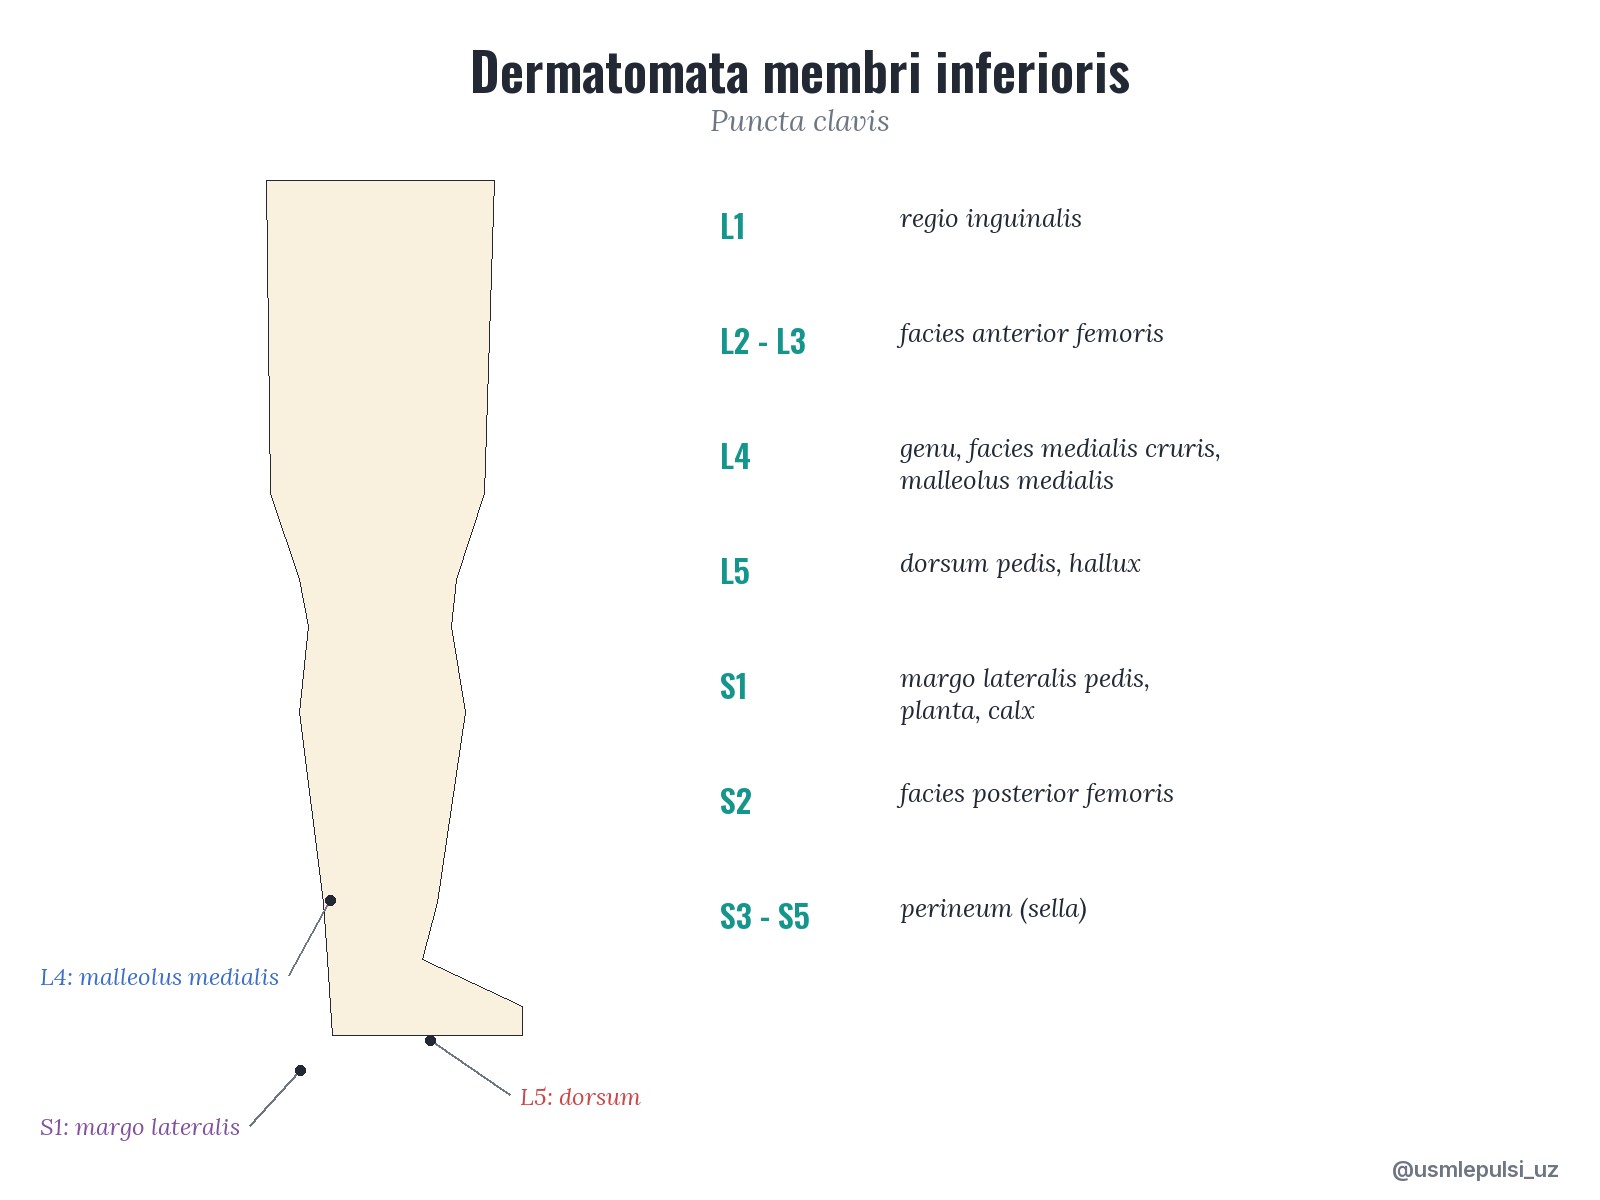 Dermatomata membri inferioris
Puncta clavis
L1 regio inguinalis
L2 - L3 facies anterior femoris
L4 genu, facies medialis cruris,
malleolus medialis
L5 dorsum pedis, hallux
S1 margo lateralis pedis,
planta, calx
S2 facies posterior femoris
S3 - S5 perineum (sella)
L4: malleolus medialis
L5: dorsum
S1: margo lateralis
@usmlepulsi_uz